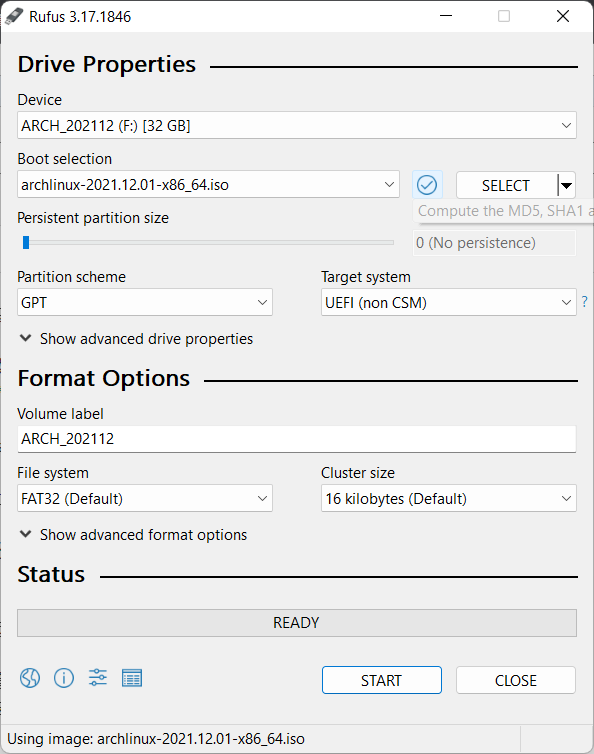 Rufus 3.17.1846
Drive Properties
Device
ARCH_202112 (F:) [32 GB]
Boot selection
archlinux-2021.12.01-x86_64.iso
SELECT
Compute the MD5, SHA1 a
Persistent partition size
0 (No persistence)
Partition scheme
Target system
GPT
UEFI (non CSM)
?
Show advanced drive properties
Format Options
Volume label
ARCH_202112
File system
Cluster size
FAT32 (Default)
16 kilobytes (Default)
Show advanced format options
Status
READY
START
CLOSE
Using image: archlinux-2021.12.01-x86_64.iso